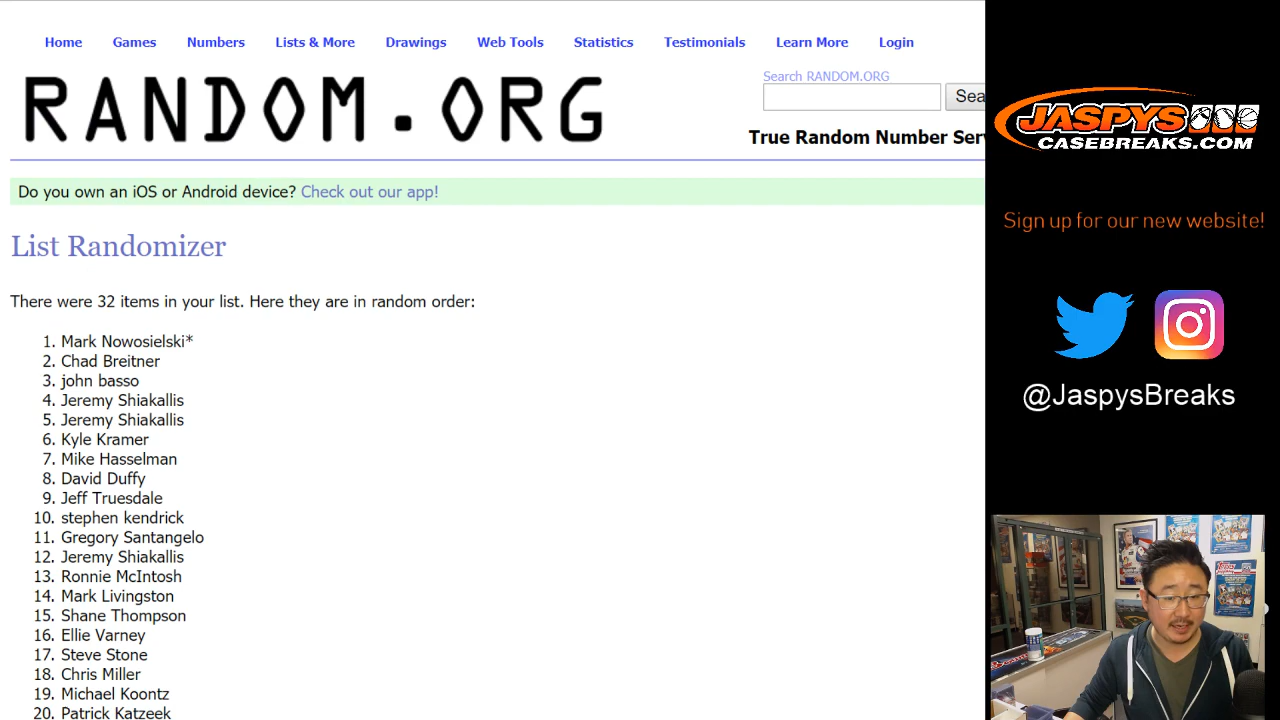 Home Games Numbers Lists & More Drawings Web Tools Statistics Testimonials Learn More Login
RANDOM.ORG
Search RANDOM.ORG
Sea
True Random Number Ser
Do you own an iOS or Android device? Check out our app!
List Randomizer
There were 32 items in your list. Here they are in random order:
1. Mark Nowosielski*
2. Chad Breitner
3. john basso
4. Jeremy Shiakallis
5. Jeremy Shiakallis
6. Kyle Kramer
7. Mike Hasselman
8. David Duffy
9. Jeff Truesdale
10. stephen kendrick
11. Gregory Santangelo
12. Jeremy Shiakallis
13. Ronnie McIntosh
14. Mark Livingston
15. Shane Thompson
16. Ellie Varney
17. Steve Stone
18. Chris Miller
19. Michael Koontz
20. Patrick Katzeek
JASPYS
CASEBREAKS.COM
Sign up for our new website!
@JaspysBreaks